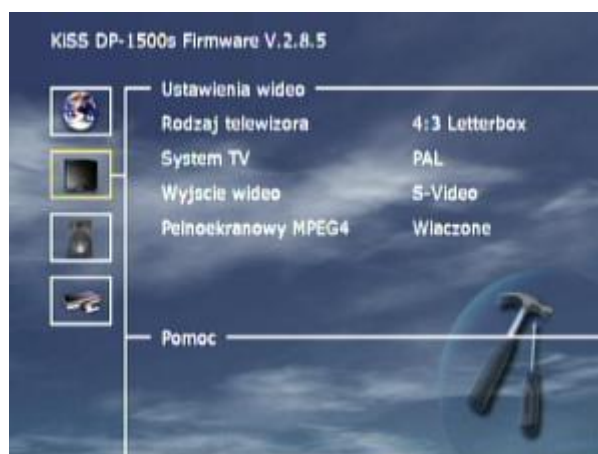 KiSS DP-1500s Firmware V.2.8.5
Ustawienia wideo
Rodzaj telewizora 4:3 Letterbox
System TV PAL
Wyjscie wideo S-Video
Pelnoekranowy MPEG4 Wlaczone
Pomoc